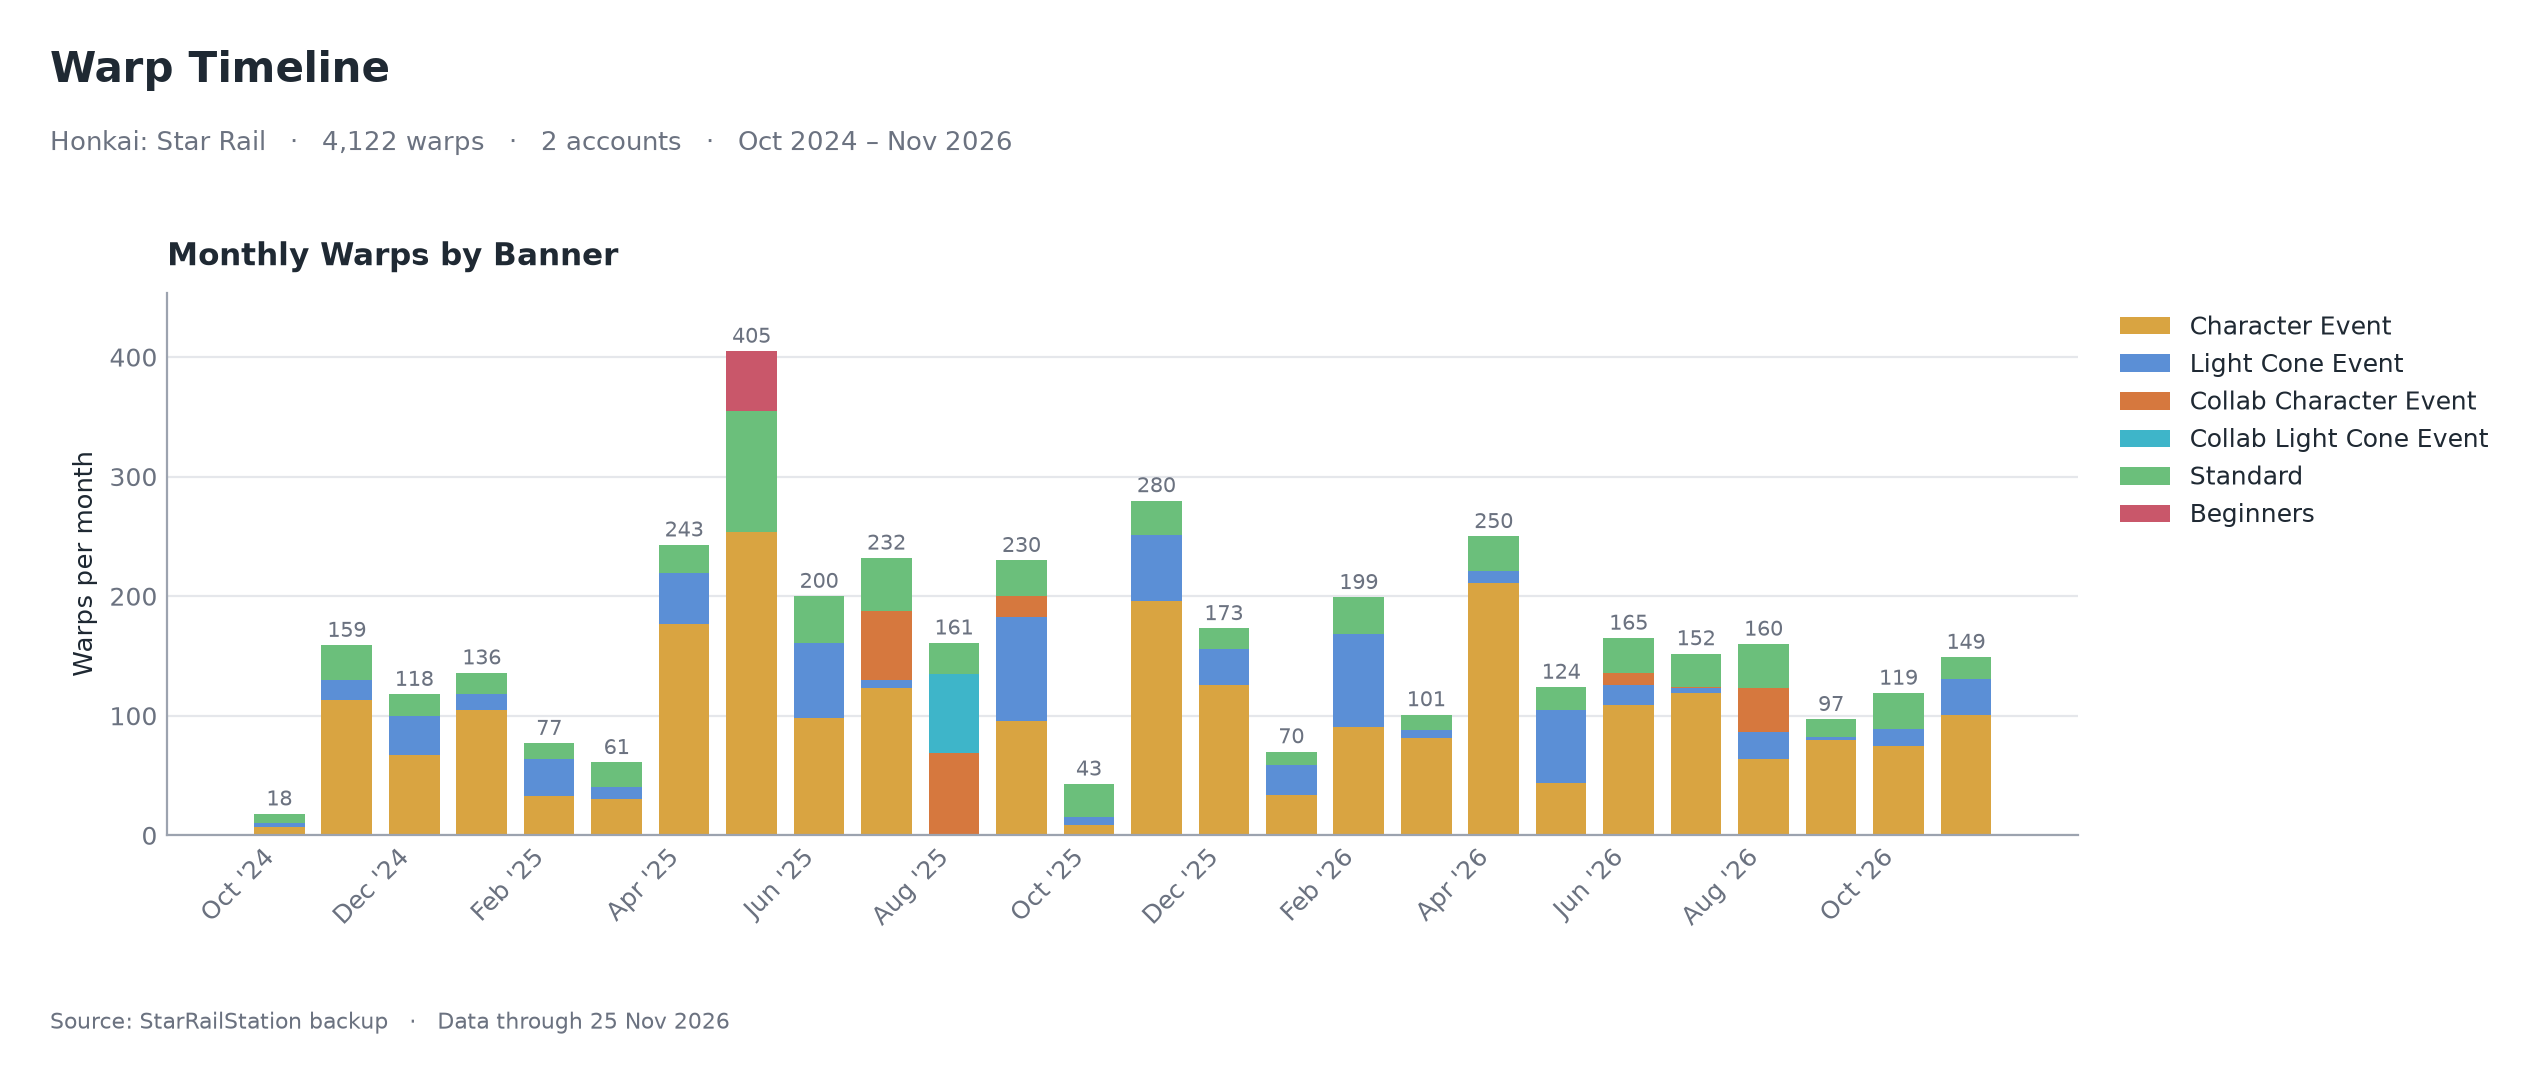 Warp Timeline
Honkai: Star Rail · 4,122 warps · 2 accounts · Oct 2024 – Nov 2026
Monthly Warps by Banner
Warps per month
400
300
200
100
0
18
159
118
136
77
61
243
405
200
232
161
230
43
280
173
70
199
101
250
124
165
152
160
97
119
149
Oct '24
Dec '24
Feb '25
Apr '25
Jun '25
Aug '25
Oct '25
Dec '25
Feb '26
Apr '26
Jun '26
Aug '26
Oct '26
Character Event
Light Cone Event
Collab Character Event
Collab Light Cone Event
Standard
Beginners
Source: StarRailStation backup · Data through 25 Nov 2026